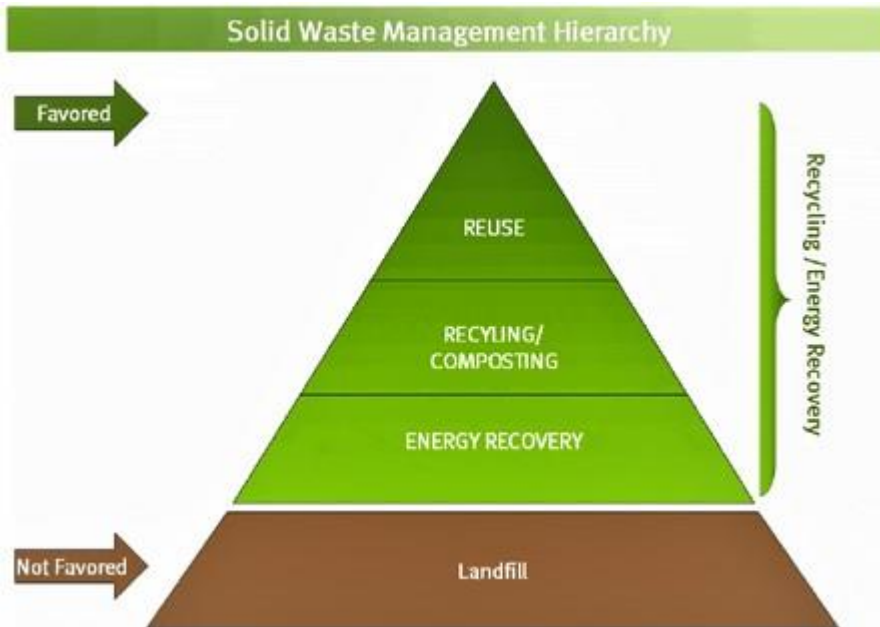 Solid Waste Management Hierarchy
Favored
REUSE
RECYLING/
COMPOSTING
ENERGY RECOVERY
Recycling / Energy Recovery
Not Favored
Landfill